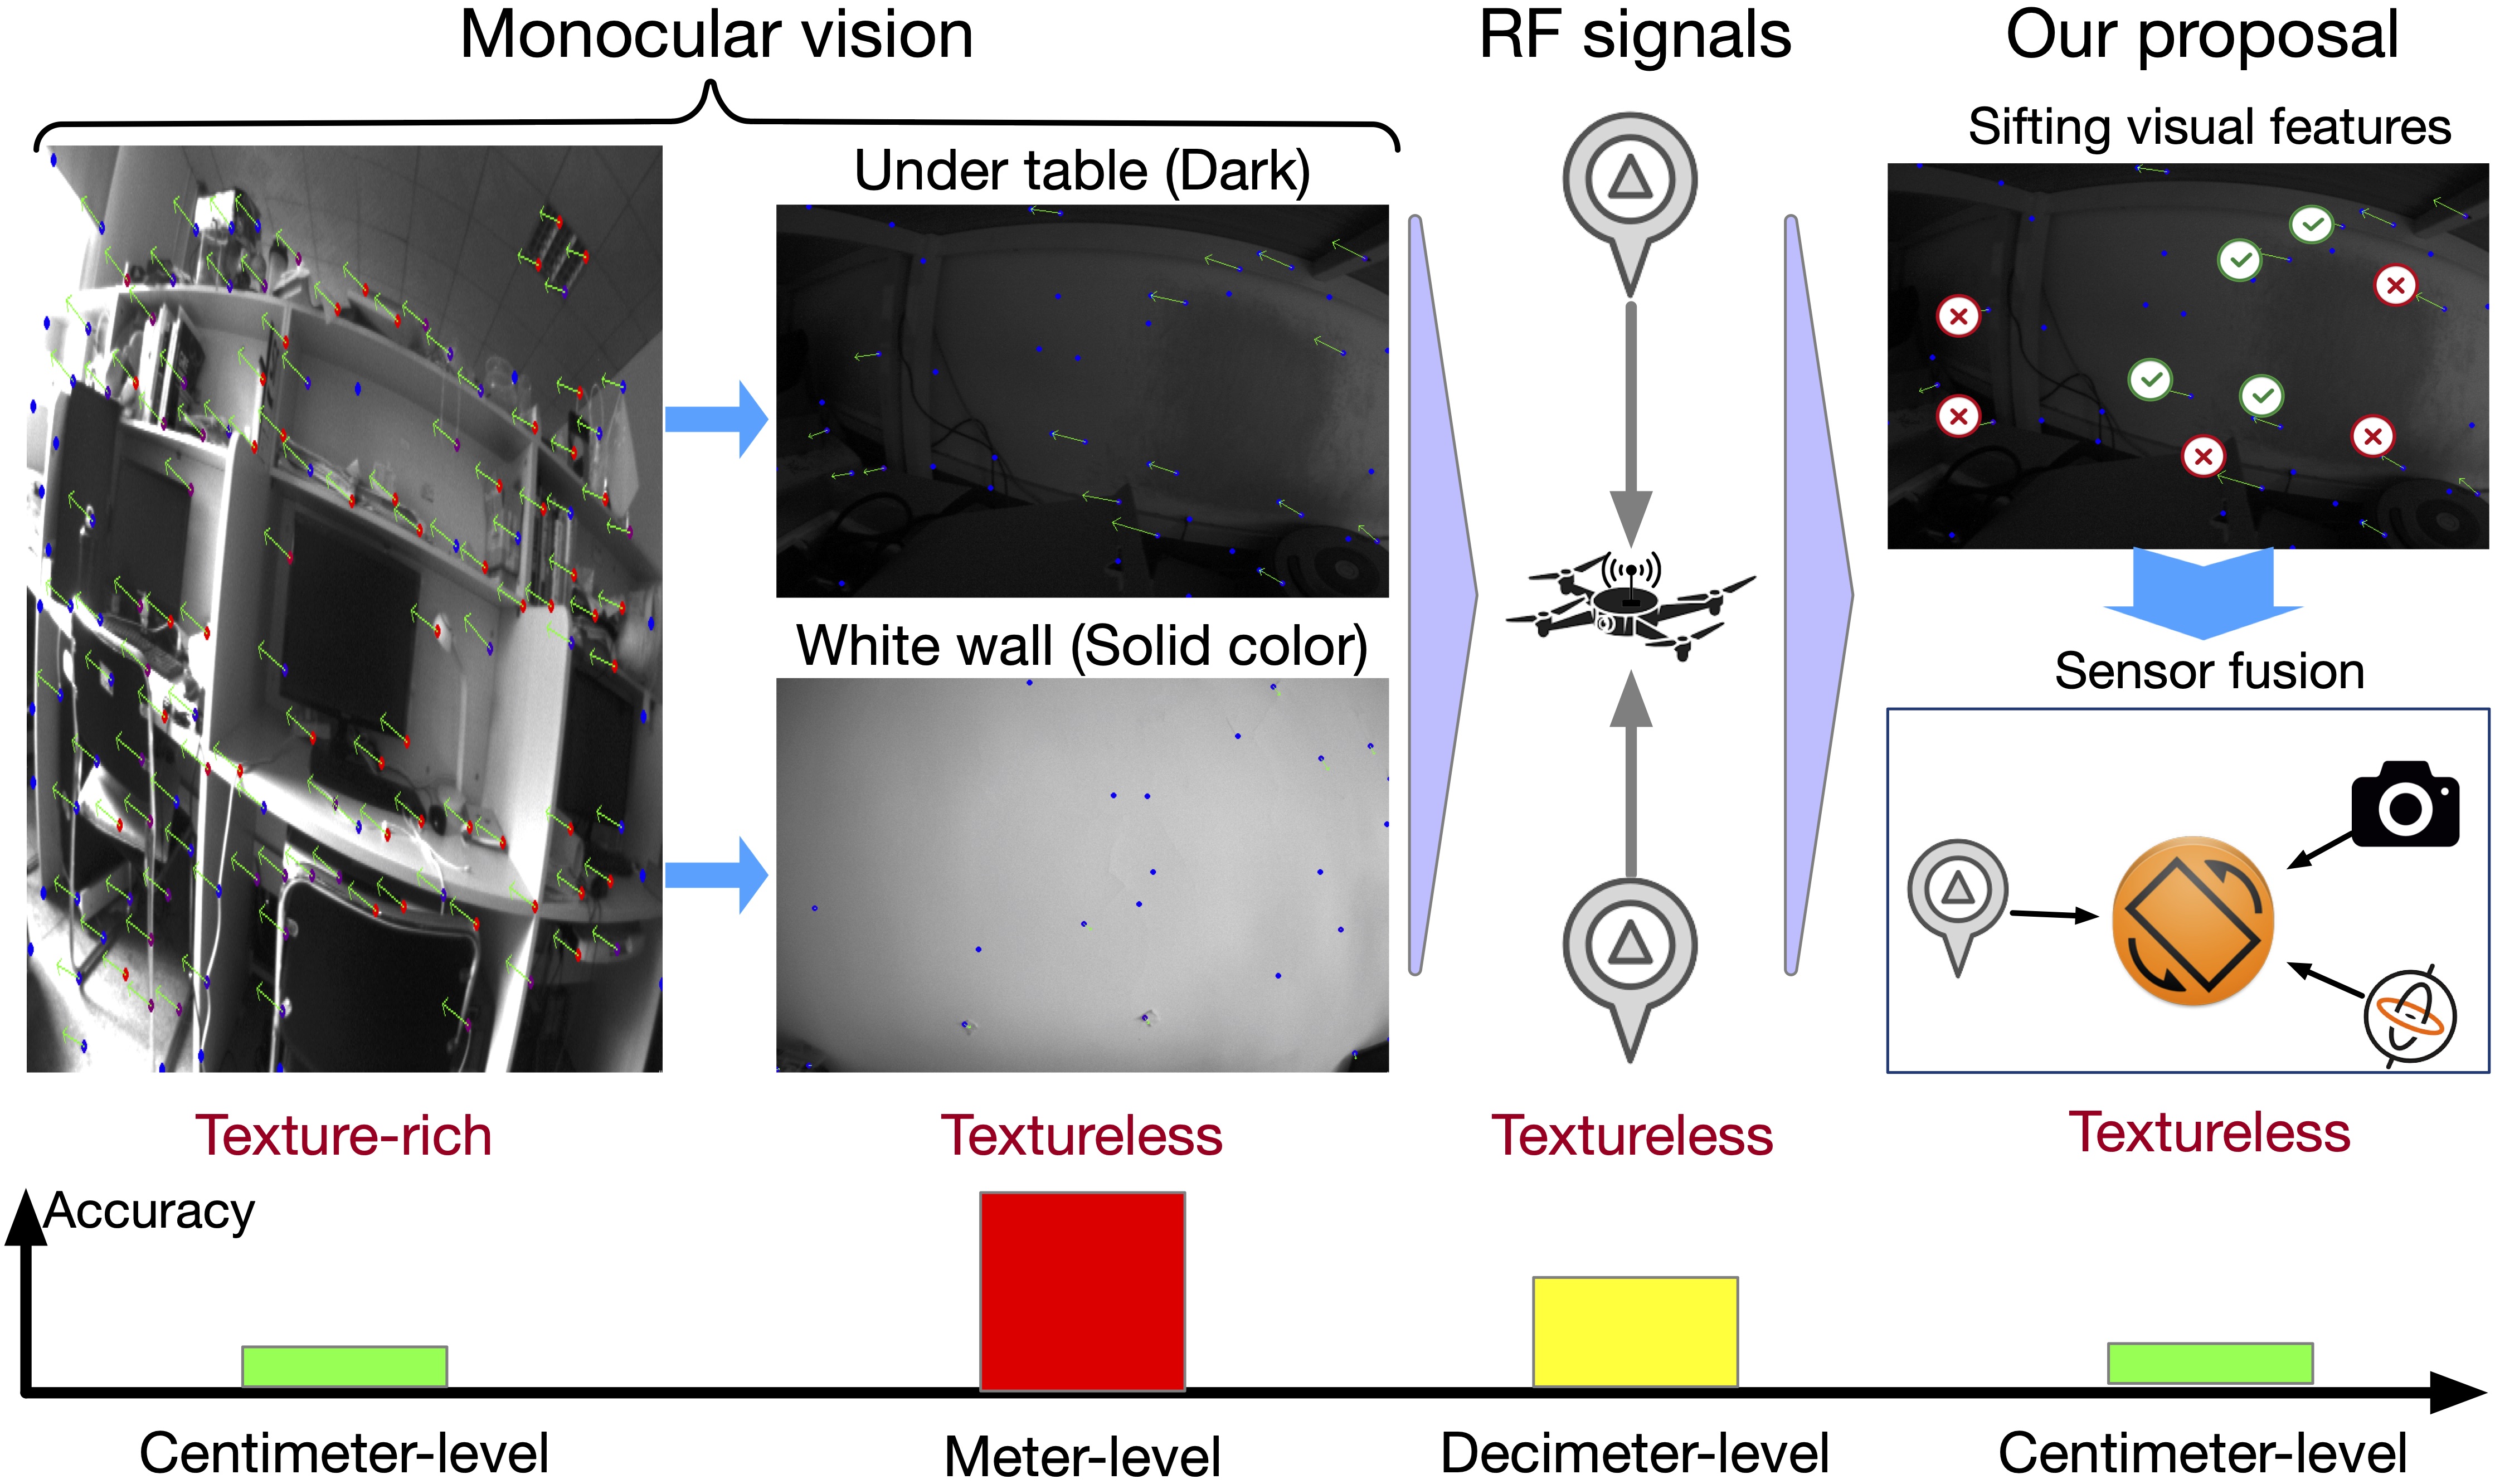 Monocular vision
RF signals
Our proposal
Under table (Dark)
White wall (Solid color)
Sifting visual features
Sensor fusion
Texture-rich
Textureless
Textureless
Textureless
Accuracy
Centimeter-level
Meter-level
Decimeter-level
Centimeter-level